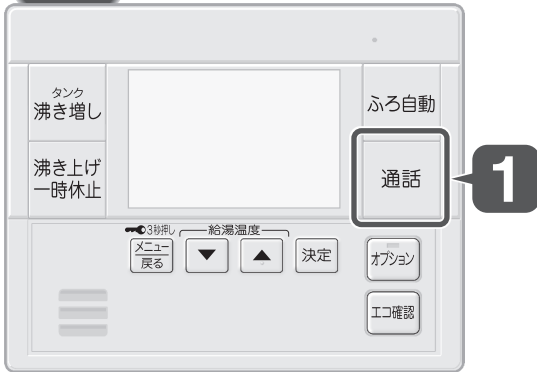 タンク
沸き増し
ふろ自動
沸き上げ
一時休止
通話
1
3秒押し
給湯温度
メニュー
戻る
▼
▲
決定
オプション
エコ確認